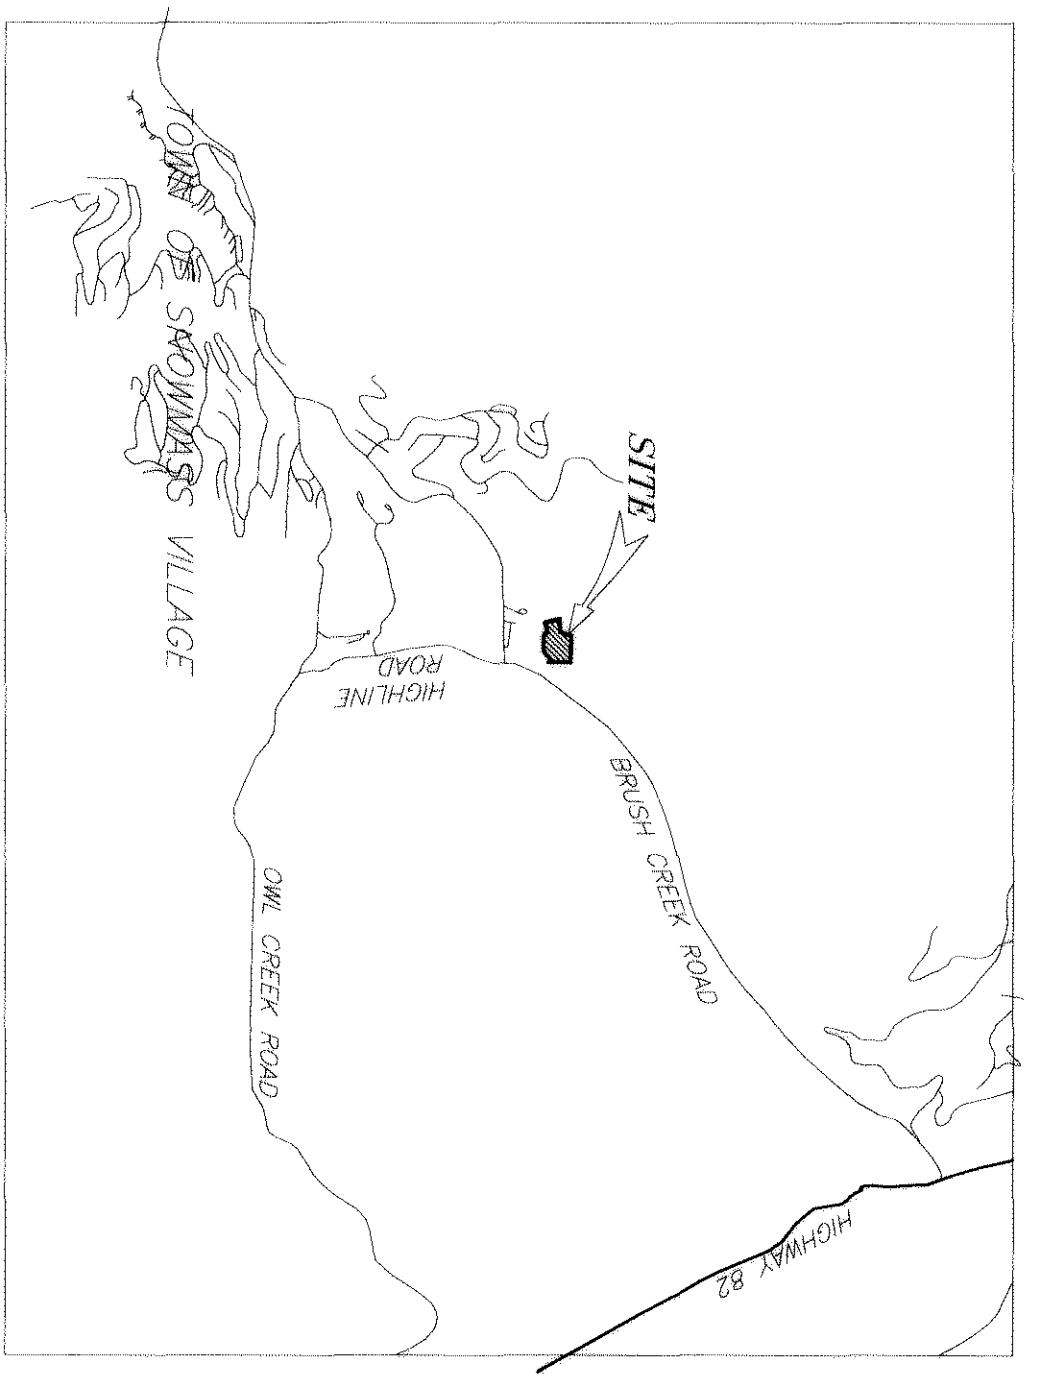 TOWN OF SNOWMASS VILLAGE
SITE
HIGHLINE
ROAD
BRUSH CREEK ROAD
OWL CREEK ROAD
HIGHWAY 82